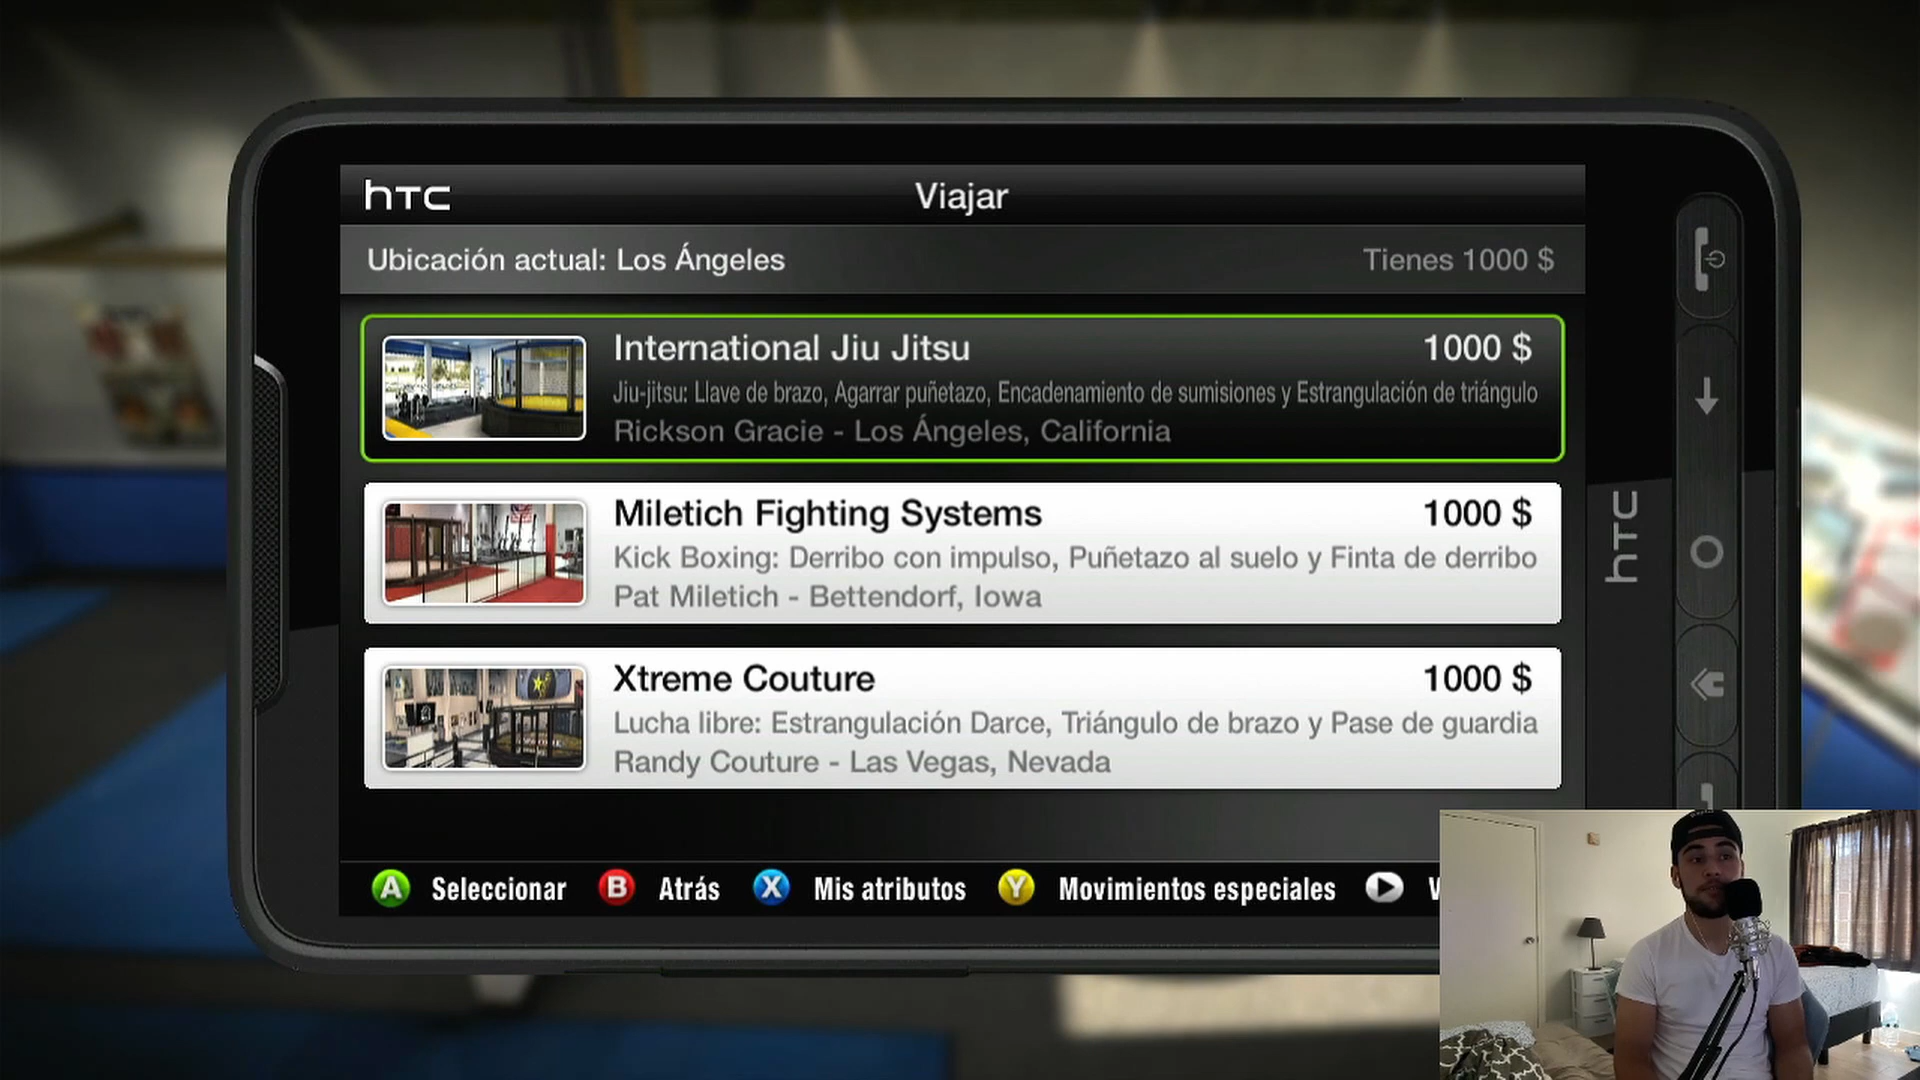 htc
Viajar
Ubicación actual: Los Ángeles
Tienes 1000 $
International Jiu Jitsu
1000 $
Jiu-jitsu: Llave de brazo, Agarrar puñetazo, Encadenamiento de sumisiones y Estrangulación de triángulo
Rickson Gracie - Los Ángeles, California
Miletich Fighting Systems
1000 $
Kick Boxing: Derribo con impulso, Puñetazo al suelo y Finta de derribo
Pat Miletich - Bettendorf, Iowa
Xtreme Couture
1000 $
Lucha libre: Estrangulación Darce, Triángulo de brazo y Pase de guardia
Randy Couture - Las Vegas, Nevada
htc
A Seleccionar B Atrás X Mis atributos Y Movimientos especiales